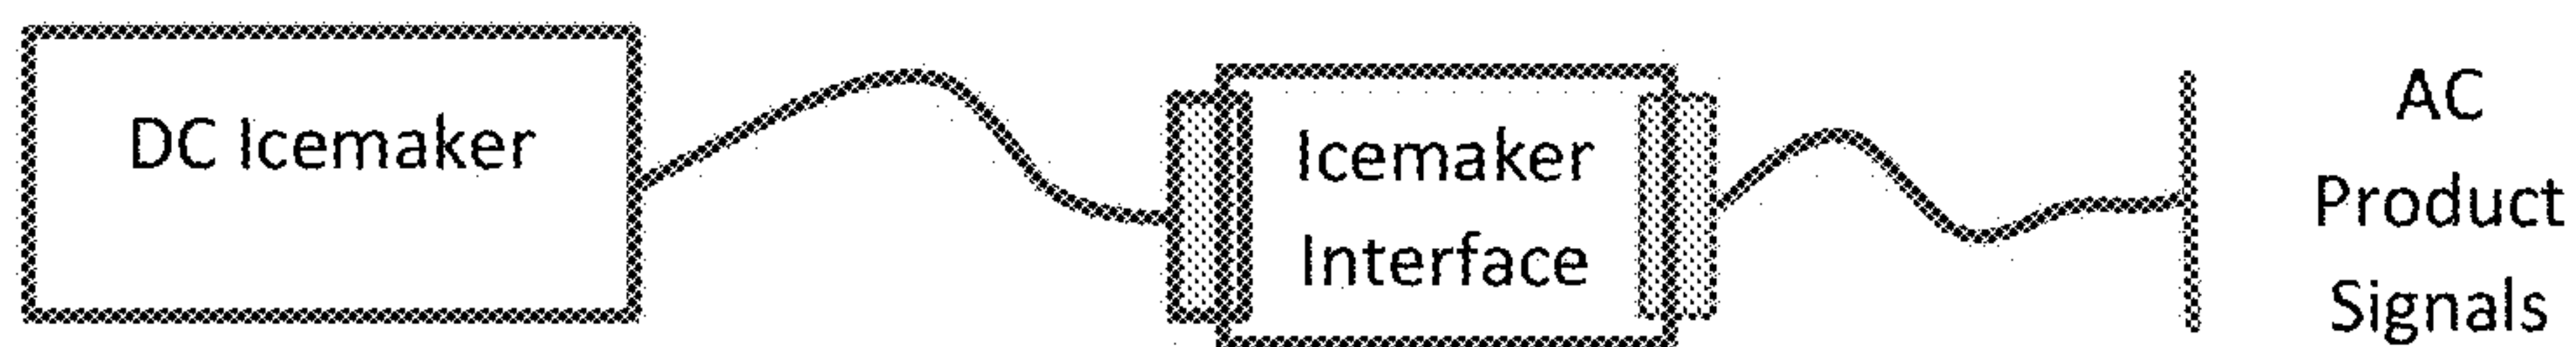 DC Icemaker
Icemaker
Interface
AC
Product
Signals